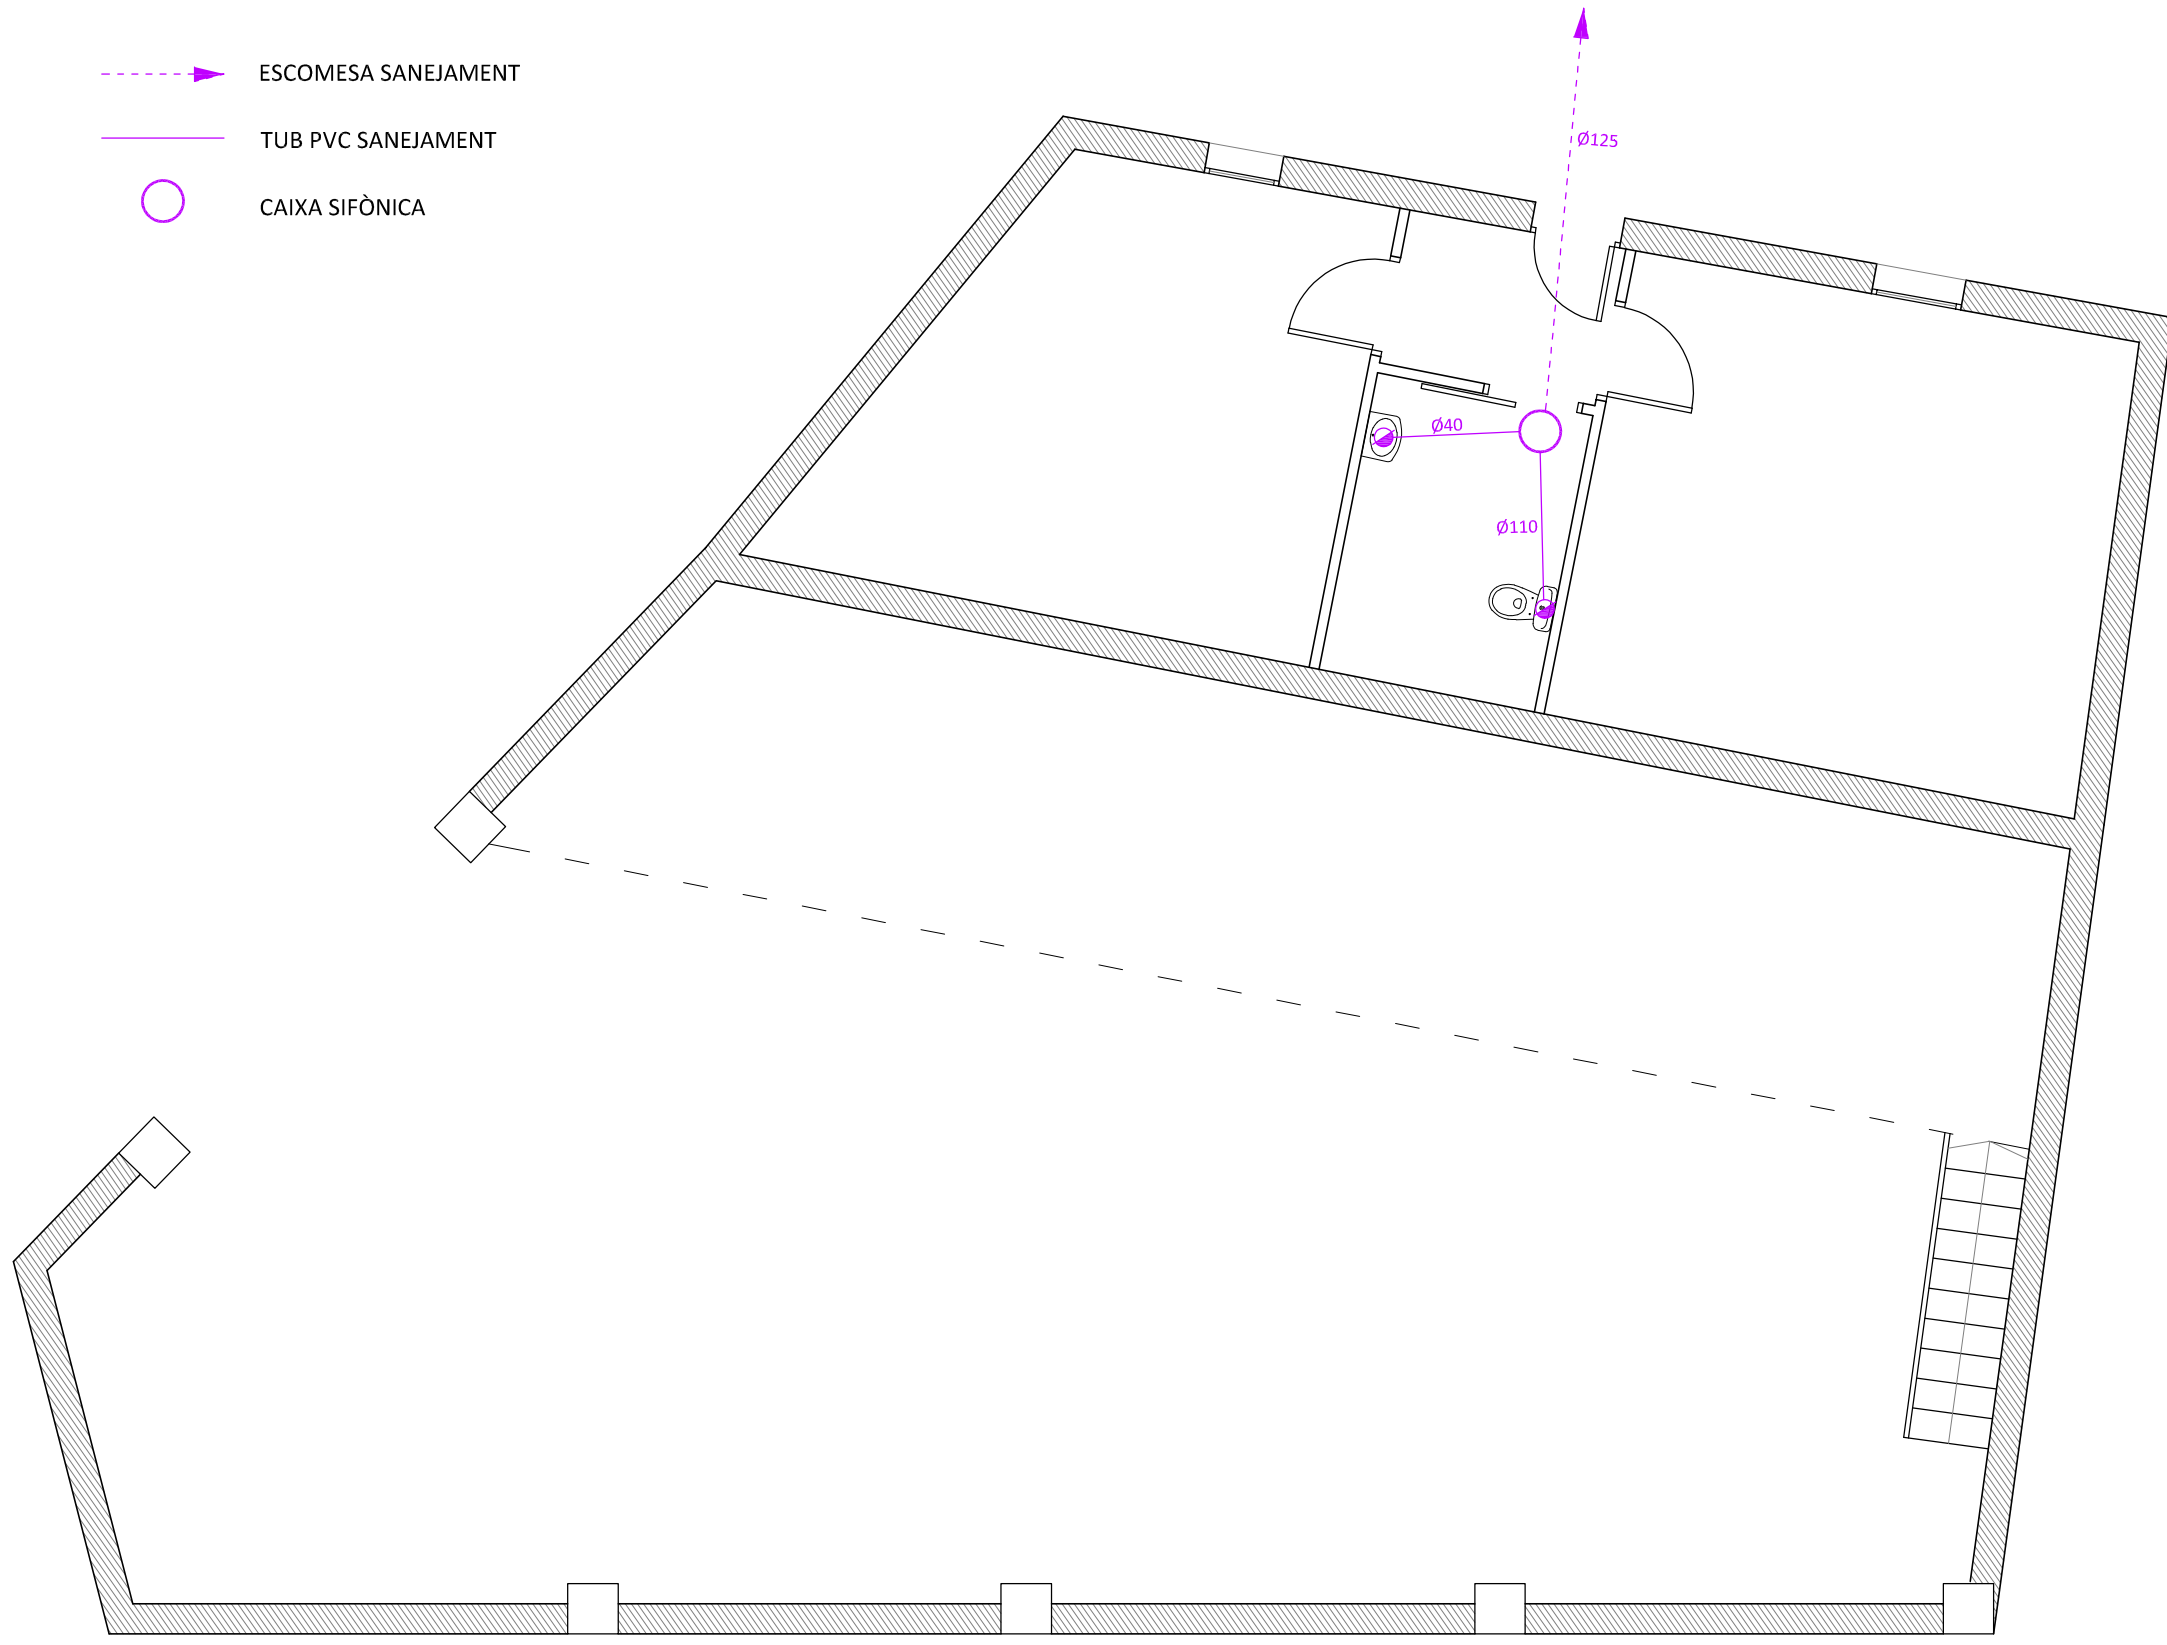 ESCOMESA SANEJAMENT
TUB PVC SANEJAMENT
CAIXA SIFÒNICA
Ø125
Ø40
Ø110